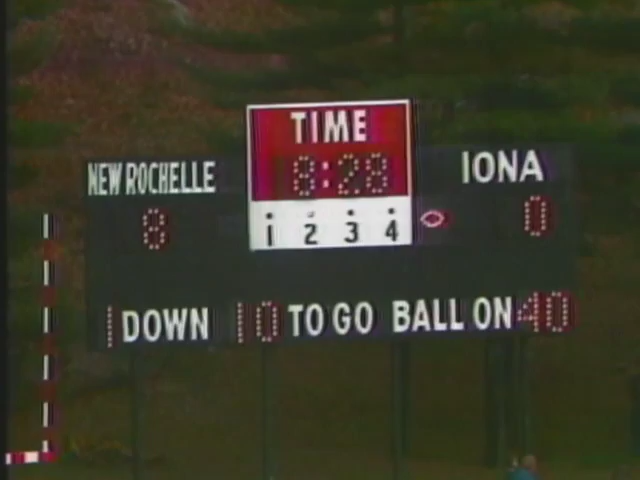 TIME
NEW ROCHELLE 8:28 IONA
8 1 2 3 4 0
1 DOWN 10 TO GO BALL ON 40